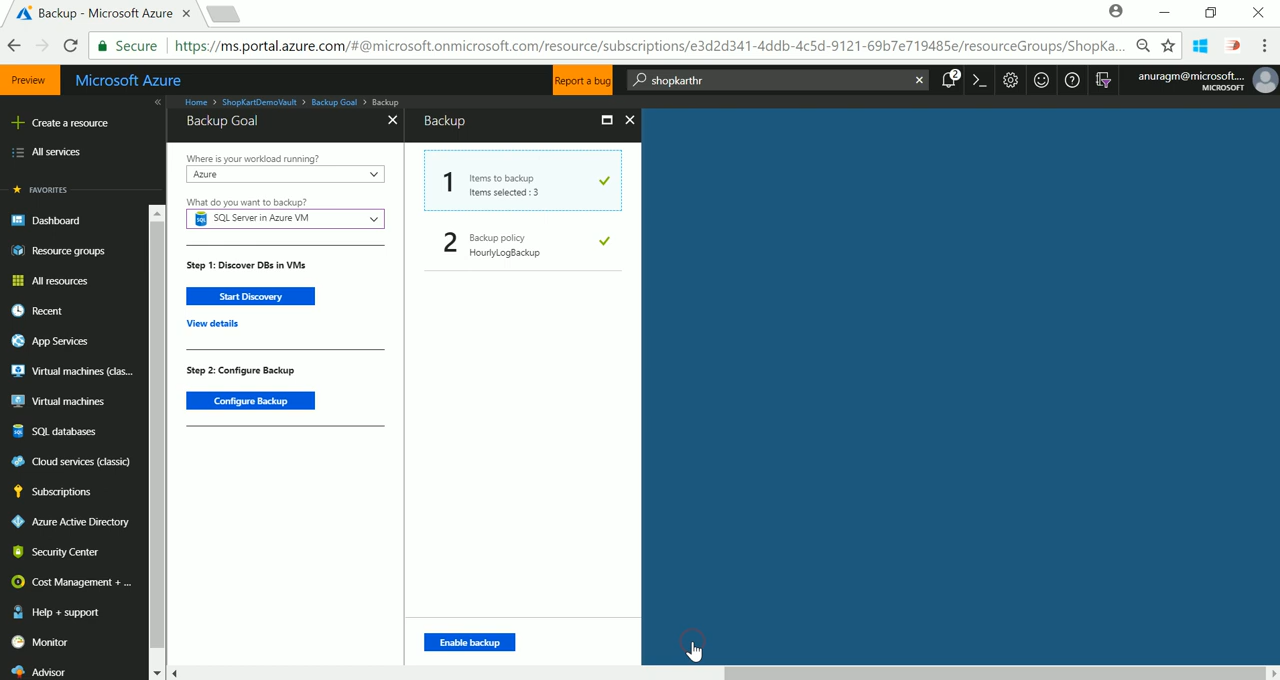 Backup - Microsoft Azure
Secure
https://ms.portal.azure.com/#@microsoft.onmicrosoft.com/resource/subscriptions/e3d2d341-4ddb-4c5d-9121-69b7e719485e/resourceGroups/ShopKa...
Preview
Microsoft Azure
Report a bug
shopkarthr
2
anuragm@microsoft....
MICROSOFT
Home > ShopKartDemoVault > Backup Goal > Backup
Create a resource
All services
FAVORITES
Dashboard
Resource groups
All resources
Recent
App Services
Virtual machines (clas...
Virtual machines
SQL databases
Cloud services (classic)
Subscriptions
Azure Active Directory
Security Center
Cost Management + ...
Help + support
Monitor
Advisor
Backup Goal
Where is your workload running?
Azure
What do you want to backup?
SQL Server in Azure VM
Step 1: Discover DBs in VMs
Start Discovery
View details
Step 2: Configure Backup
Configure Backup
Backup
1
Items to backup
Items selected : 3
2
Backup policy
HourlyLogBackup
Enable backup